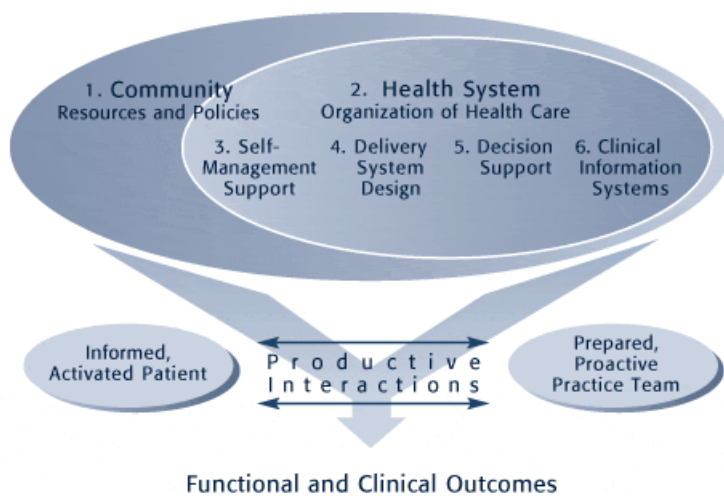 1. Community
Resources and Policies
2. Health System
Organization of Health Care
3. Self-
Management
Support
4. Delivery
System
Design
5. Decision
Support
6. Clinical
Information
Systems
Informed,
Activated Patient
Productive
Interactions
Prepared,
Proactive
Practice Team
Functional and Clinical Outcomes